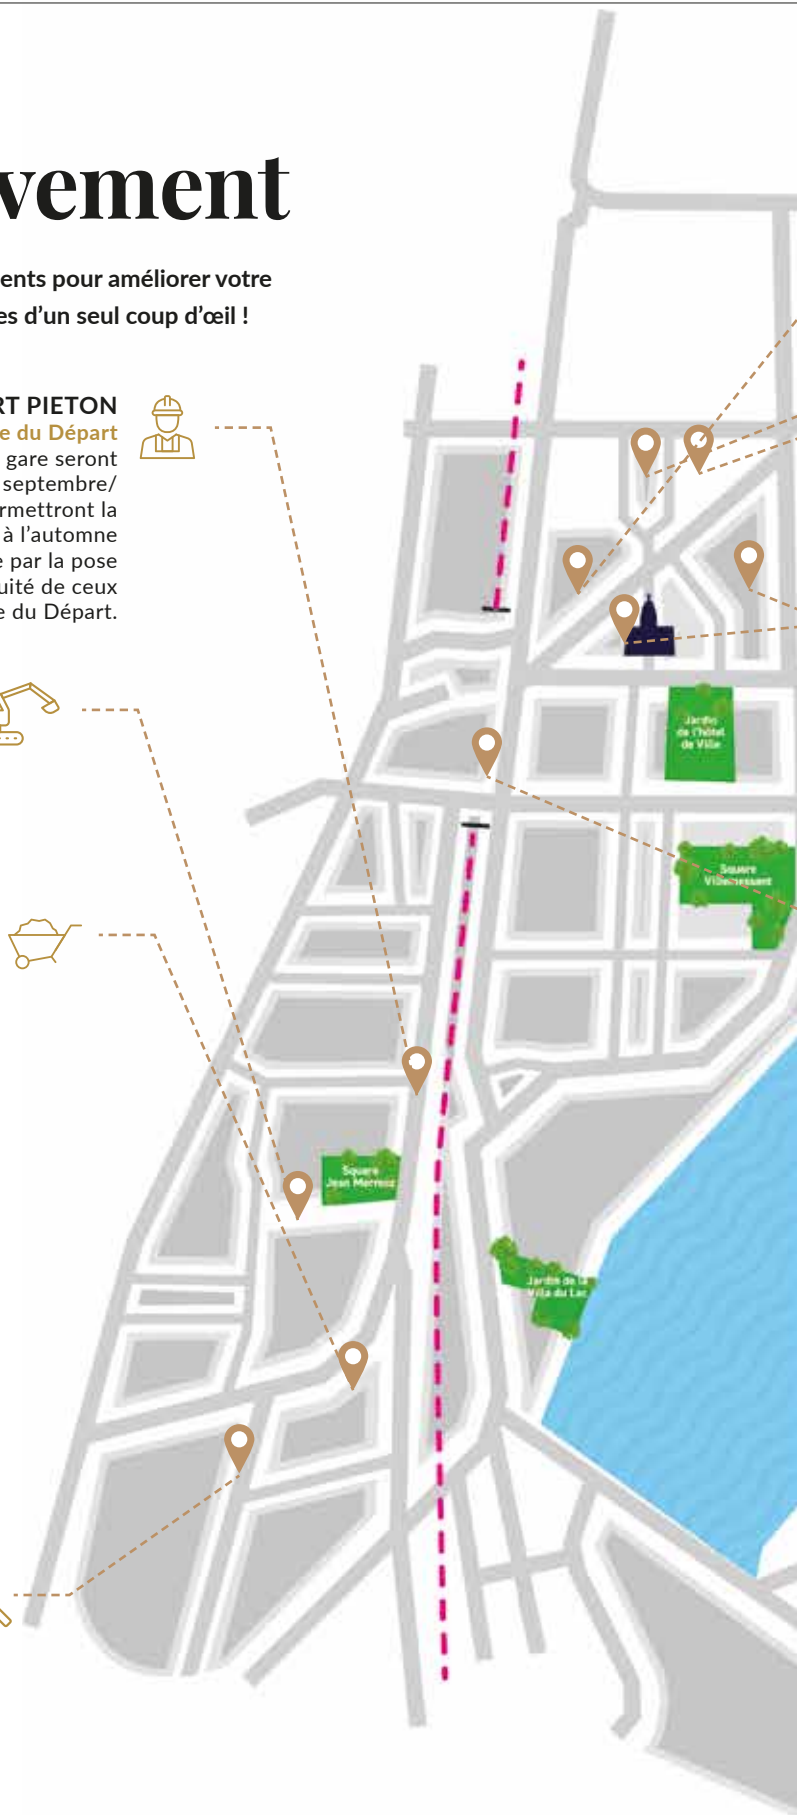 vement
ents pour améliorer votre
es d’un seul coup d’œil !
RT PIETON
e du Départ
gare seront
septembre/
rmettront la
à l’automne
e par la pose
uité de ceux
e du Départ.
Jardin
de l'hôtel
de Ville
Square
Villemessant
Square
Jean Mermoz
Jardin de la
Villa du Lac